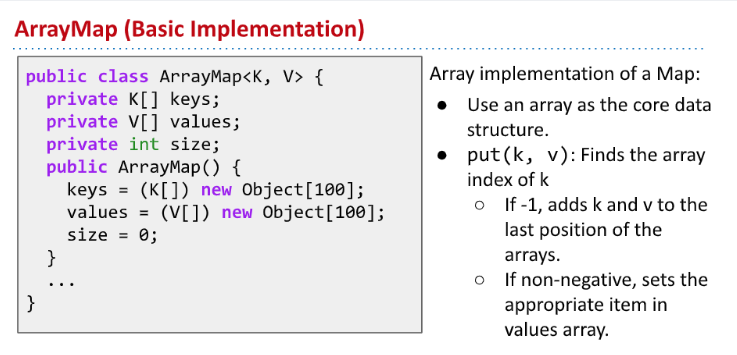 ArrayMap (Basic Implementation)
public class ArrayMap<K, V> {
private K[] keys;
private V[] values;
private int size;
public ArrayMap() {
keys = (K[]) new Object[100];
values = (V[]) new Object[100];
size = 0;
}
...
}
Array implementation of a Map:
● Use an array as the core data
structure.
● put(k, v): Finds the array
index of k
○ If -1, adds k and v to the
last position of the
arrays.
○ If non-negative, sets the
appropriate item in
values array.